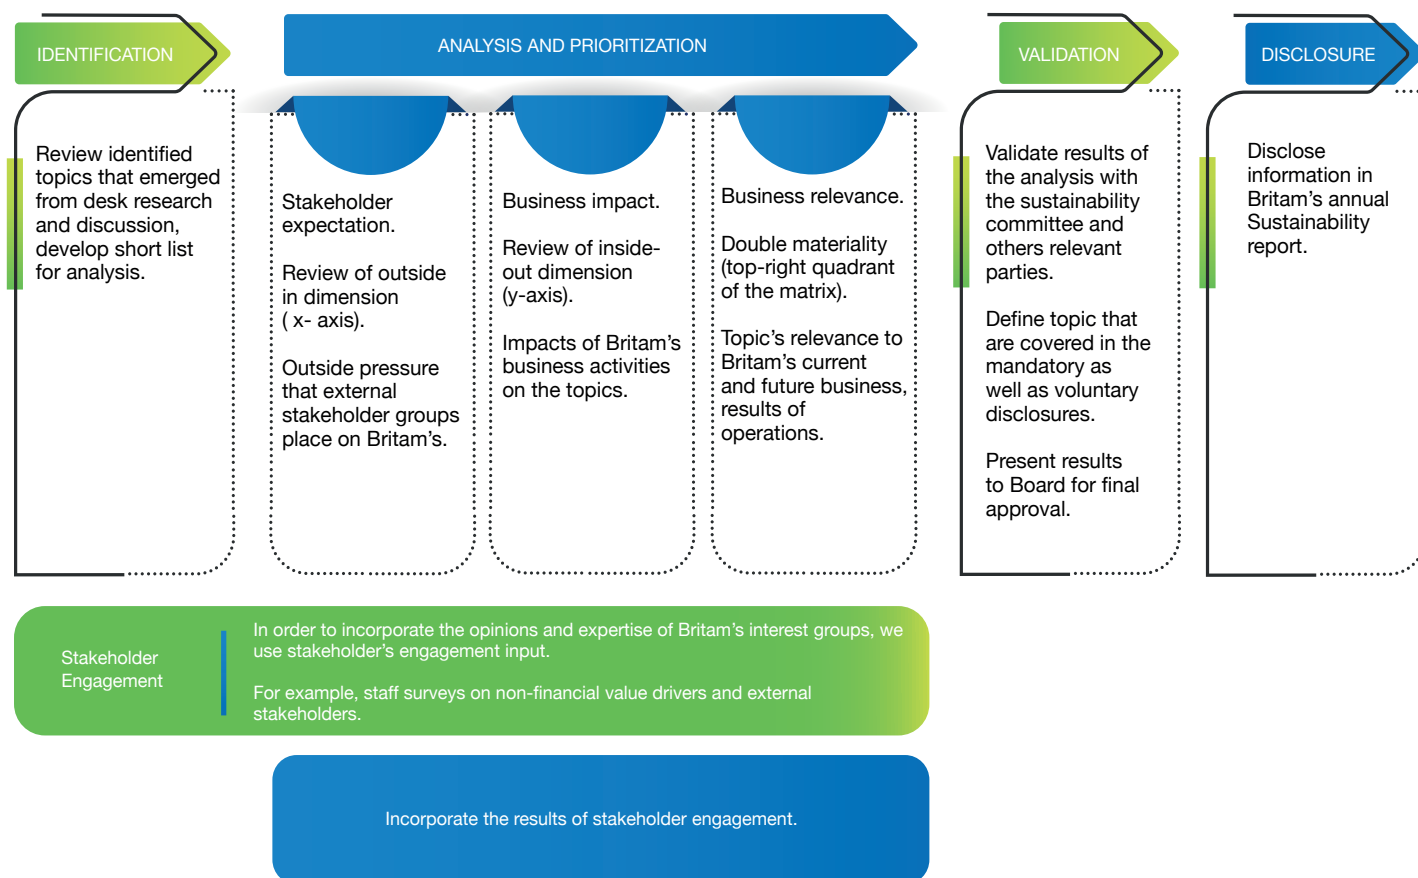 IDENTIFICATION
Review identified
topics that emerged
from desk research
and discussion,
develop short list
for analysis.
ANALYSIS AND PRIORITIZATION
Stakeholder
expectation.
Review of outside
in dimension
( x- axis).
Outside pressure
that external
stakeholder groups
place on Britam’s.
Business impact.
Review of inside-
out dimension
(y-axis).
Impacts of Britam’s
business activities
on the topics.
Business relevance.
Double materiality
(top-right quadrant
of the matrix).
Topic’s relevance to
Britam’s current
and future business,
results of
operations.
VALIDATION
Validate results of
the analysis with
the sustainability
committee and
others relevant
parties.
Define topic that
are covered in the
mandatory as
well as voluntary
disclosures.
Present results
to Board for final
approval.
DISCLOSURE
Disclose
information in
Britam’s annual
Sustainability
report.
Stakeholder
Engagement
In order to incorporate the opinions and expertise of Britam’s interest groups, we
use stakeholder’s engagement input.
For example, staff surveys on non-financial value drivers and external
stakeholders.
Incorporate the results of stakeholder engagement.